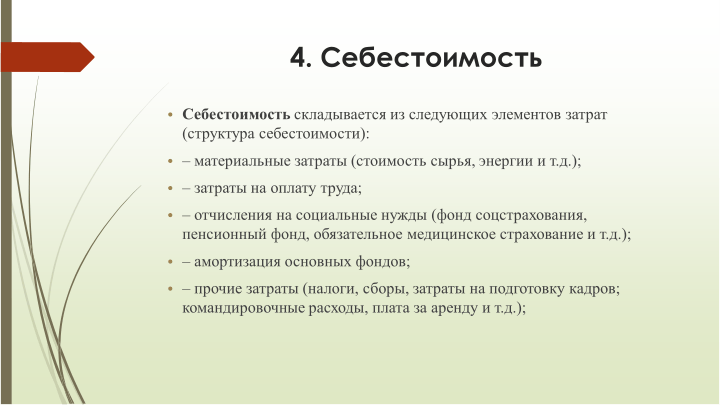 4. Себестоимость
• Себестоимость складывается из следующих элементов затрат
(структура себестоимости):
• – материальные затраты (стоимость сырья, энергии и т.д.);
• – затраты на оплату труда;
• – отчисления на социальные нужды (фонд соцстрахования,
пенсионный фонд, обязательное медицинское страхование и т.д.);
• – амортизация основных фондов;
• – прочие затраты (налоги, сборы, затраты на подготовку кадров;
командировочные расходы, плата за аренду и т.д.);